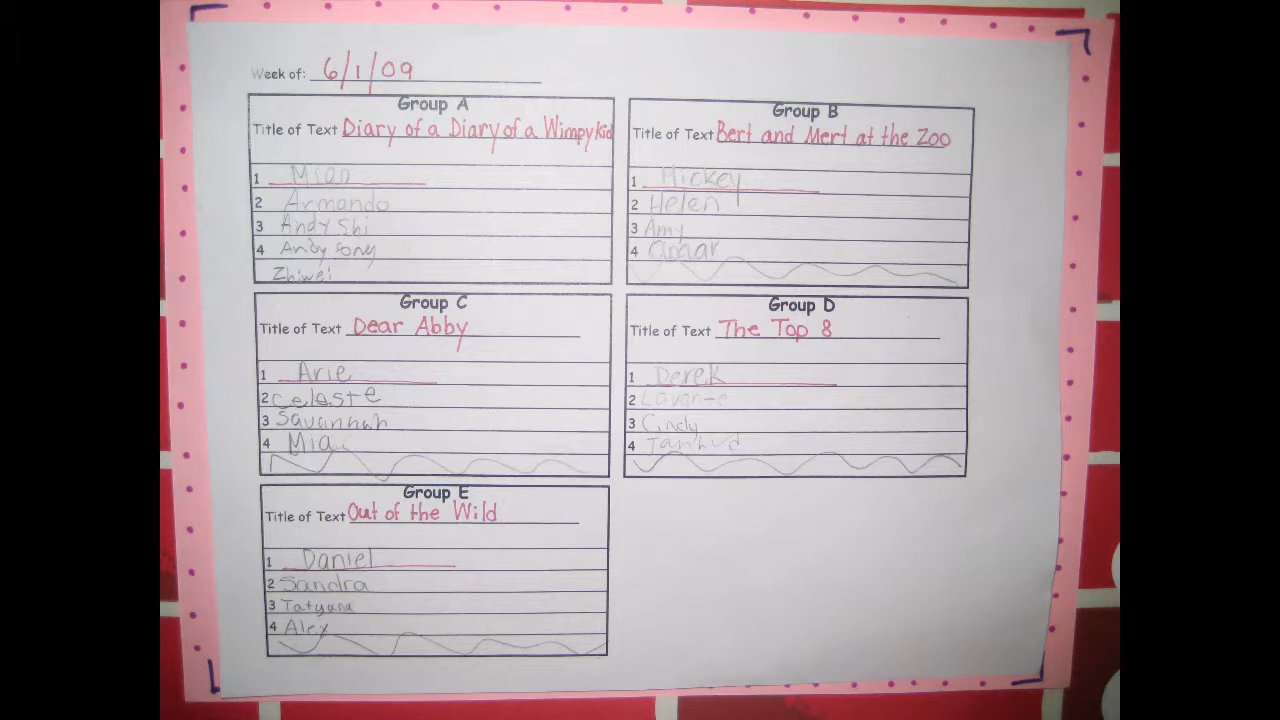 Week of: 6/1/09
Group A
Title of Text Diary of a Diary of a Wimpy Kid
1
2 Armando
3 Andy Shi
4 Andy Song
Zhiwei
Group B
Title of Text Bert and Mert at the Zoo
1 Mickey
2 Helen
3 Amy
4 Omar
Group C
Title of Text Dear Abby
1 Arie
2 Celeste
3 Savannah
4 Mia
Group D
Title of Text The Top 8
1 Derek
2 Lavante
3 Cindy
4
Group E
Title of Text Out of the Wild
1 Daniel
2 Sandra
3 Tatyana
4 Alex